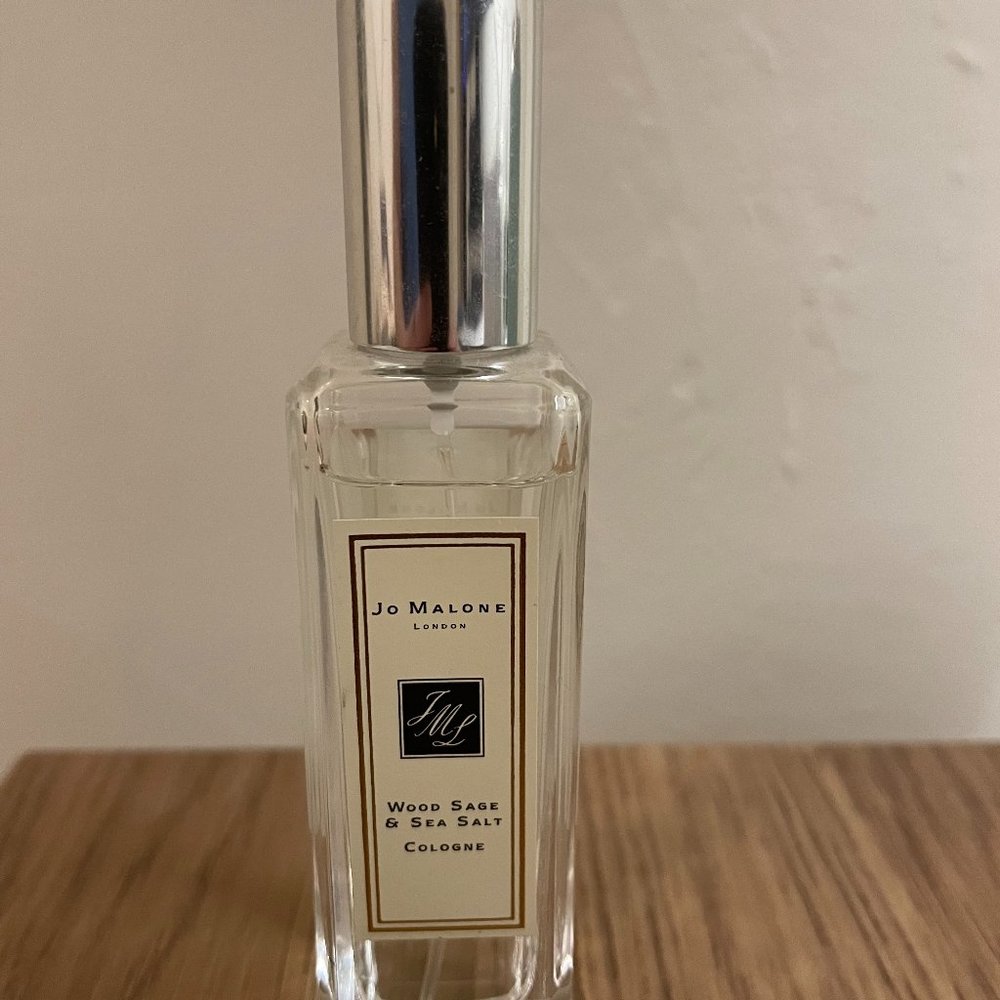 Jo Malone
London
JML
Wood Sage
& Sea Salt
Cologne